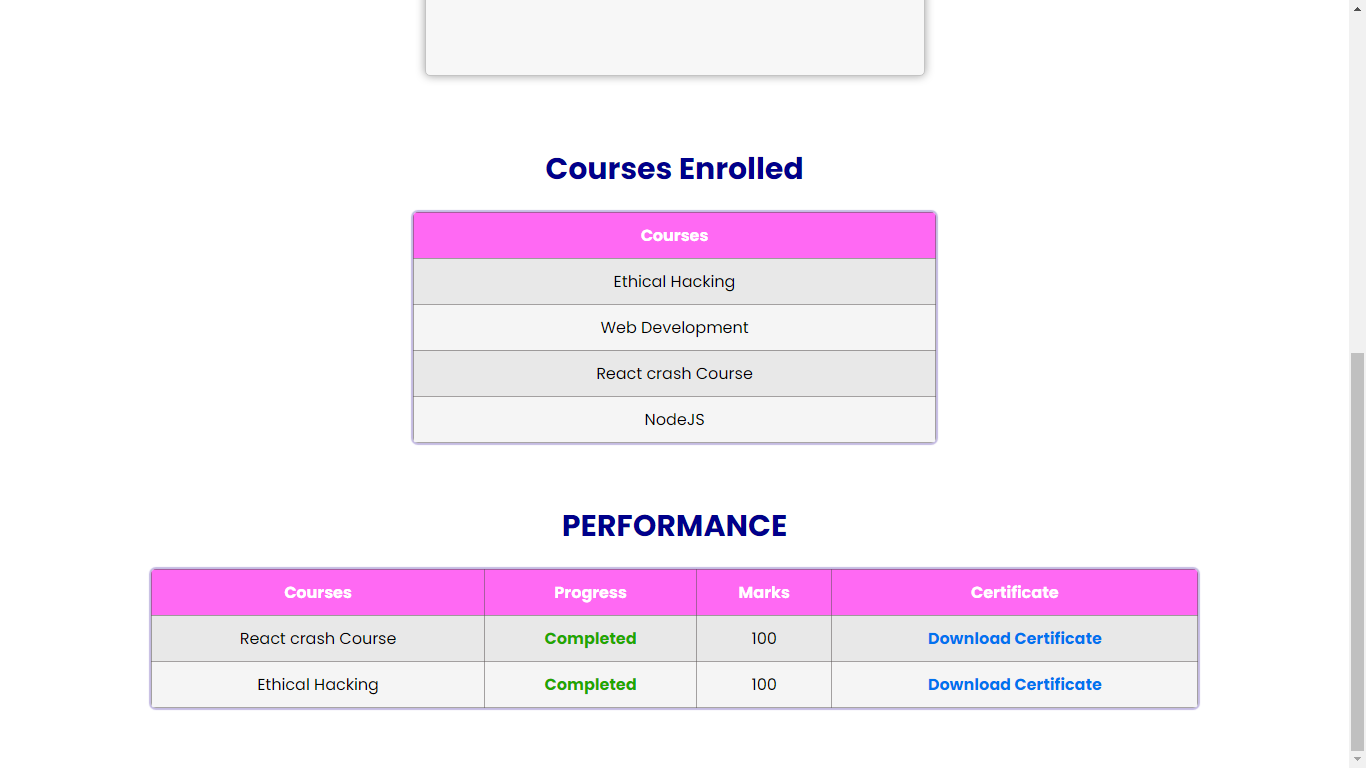 Courses Enrolled
Courses
Ethical Hacking
Web Development
React crash Course
NodeJS
PERFORMANCE
Courses Progress Marks Certificate
React crash Course Completed 100 Download Certificate
Ethical Hacking Completed 100 Download Certificate